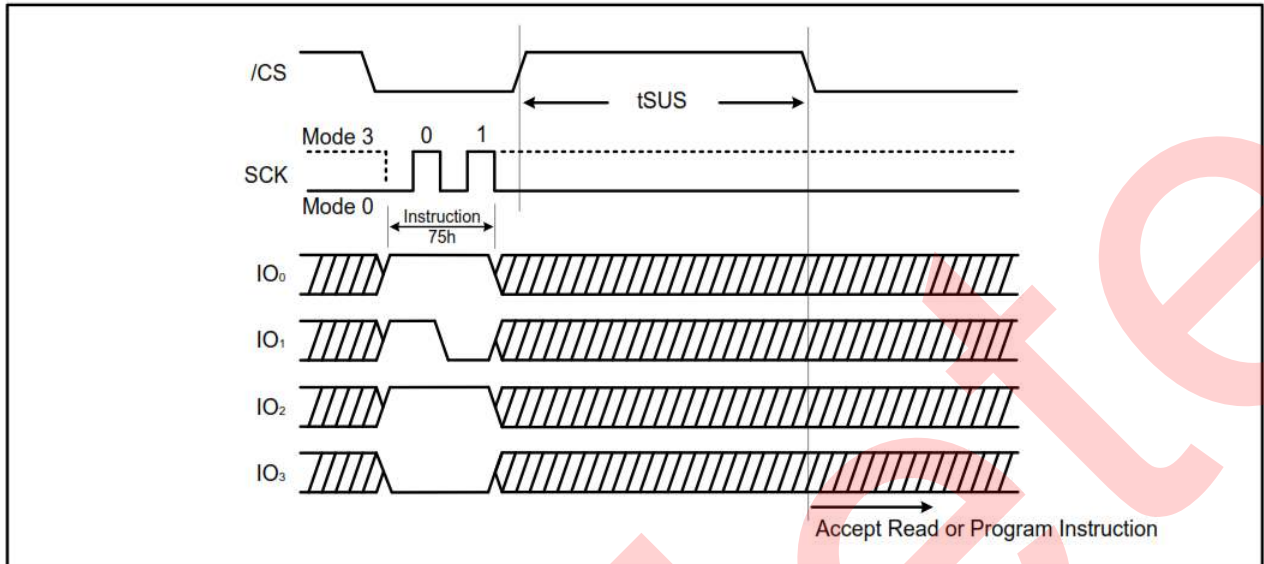 /CS
tSUS
Mode 3 0 1
SCK
Mode 0
Instruction
75h
IO₀
IO₁
IO₂
IO₃
Accept Read or Program Instruction
ete